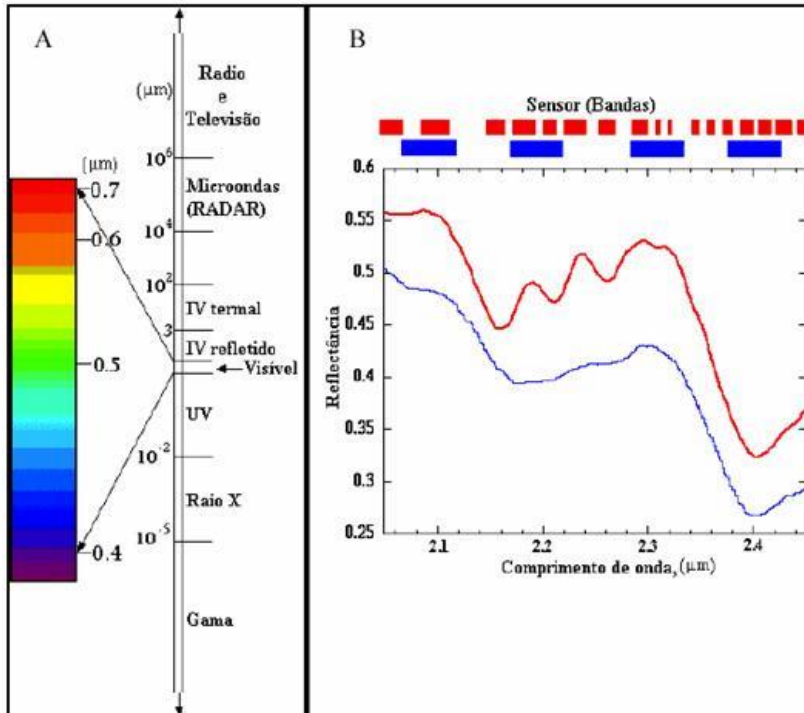 A
Radio
e
Televisão
(μm)
10⁶
Microondas
(RADAR)
10⁴
10²
IV termal
3
IV refletido
Visível
UV
10⁻²
Raio X
10⁻⁵
Gama
(μm)
0.7
0.6
0.5
0.4
B
Sensor (Bandas)
0.6
0.55
0.5
0.45
0.4
0.35
0.3
0.25
Reflectância
2.1 2.2 2.3 2.4
Comprimento de onda, (μm)